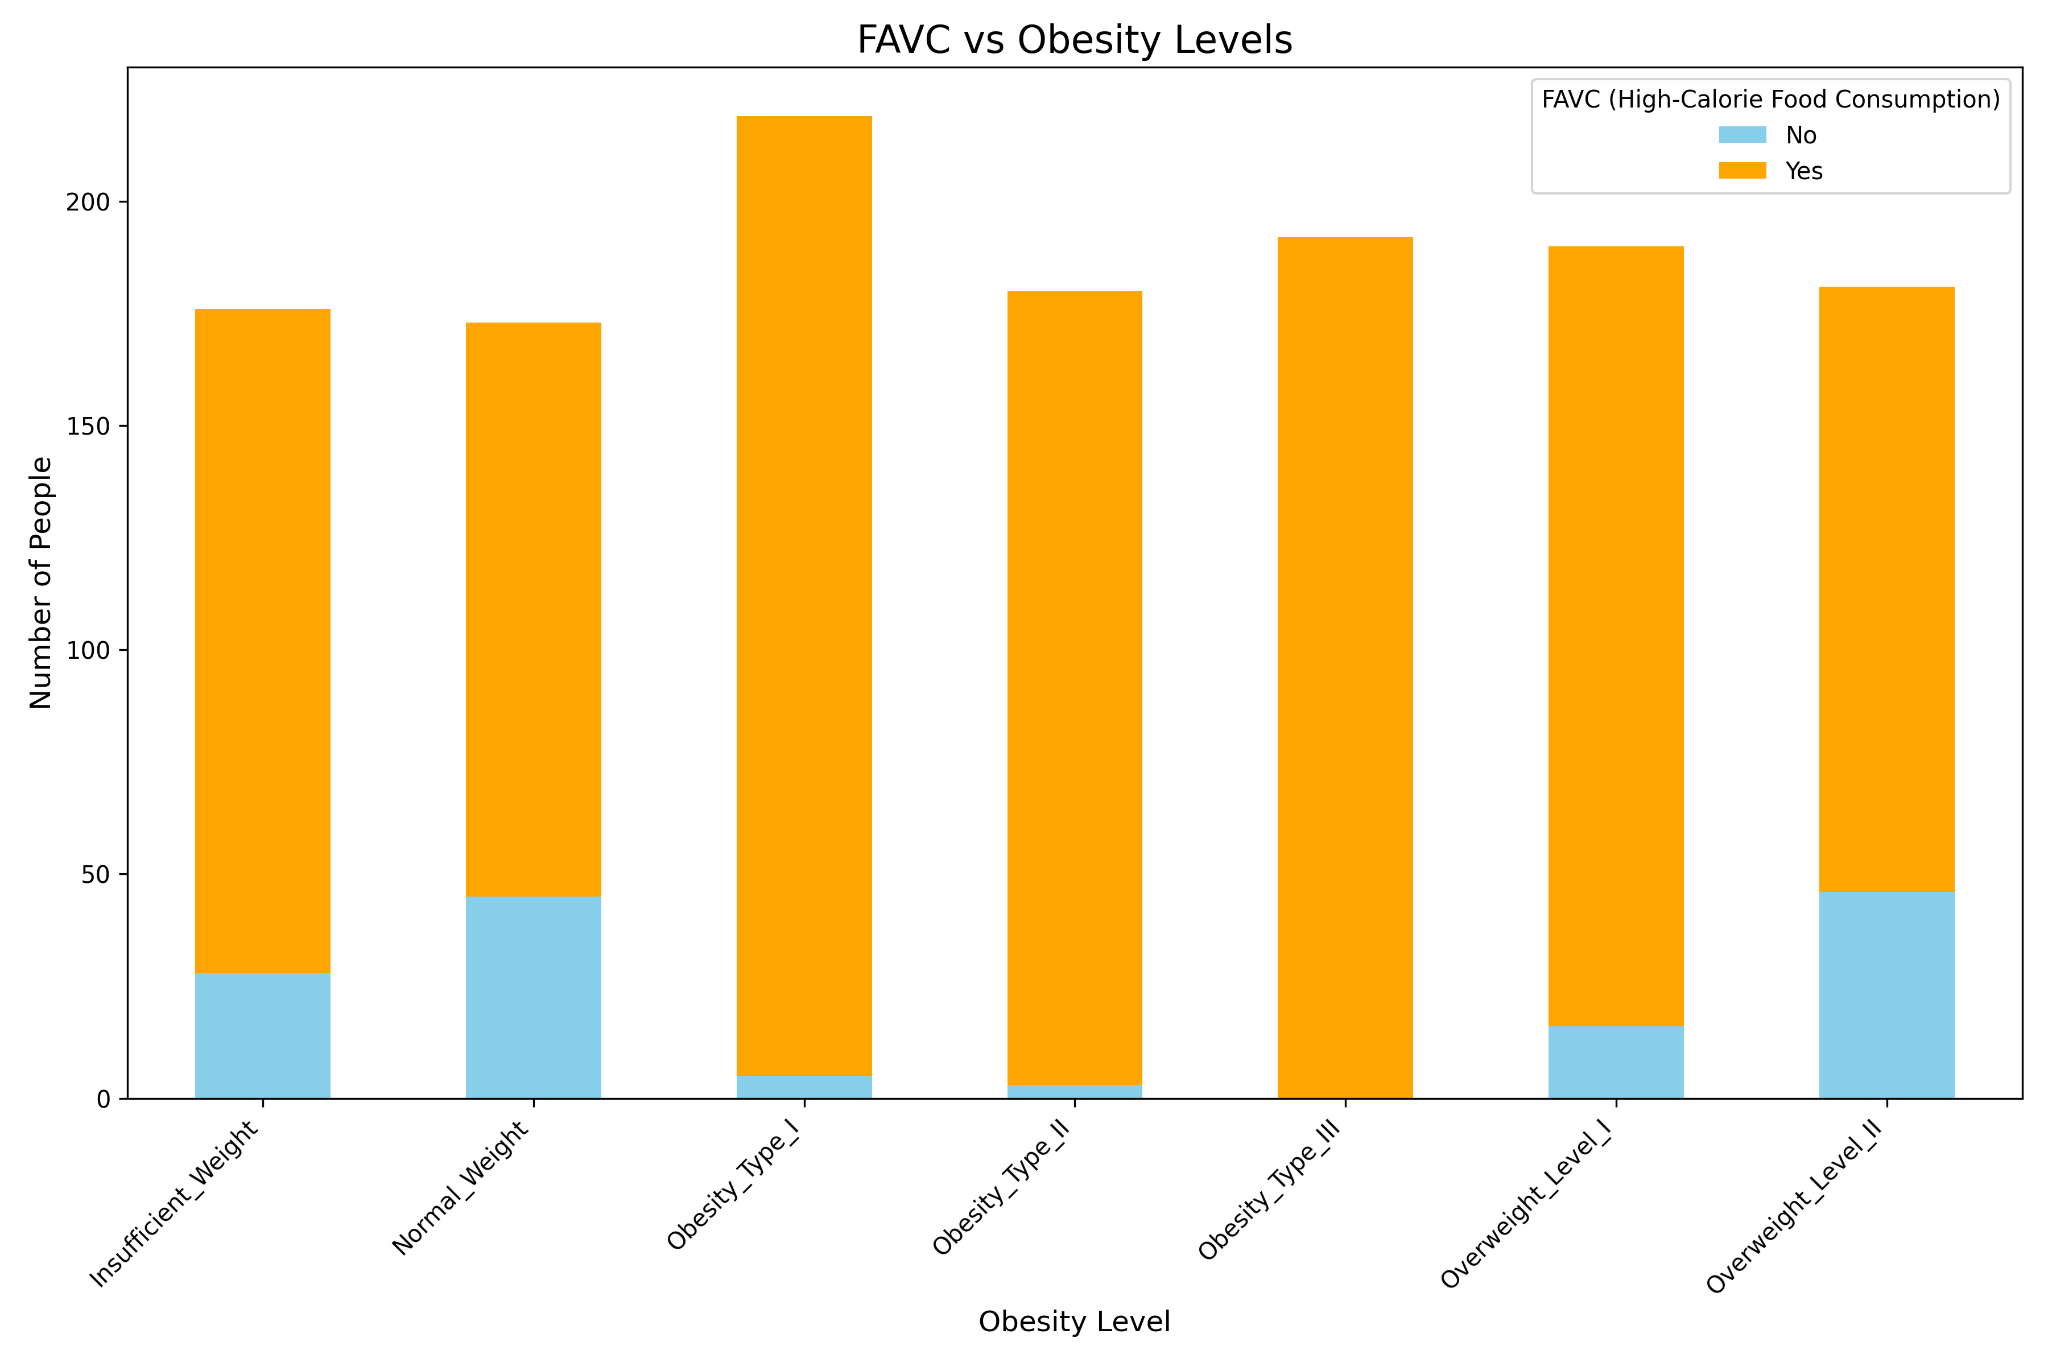 FAVC vs Obesity Levels
FAVC (High-Calorie Food Consumption)
No
Yes
Number of People
200
150
100
50
0
Insufficient_Weight
Normal_Weight
Obesity_Type_I
Obesity_Type_II
Obesity_Type_III
Overweight_Level_I
Overweight_Level_II
Obesity Level